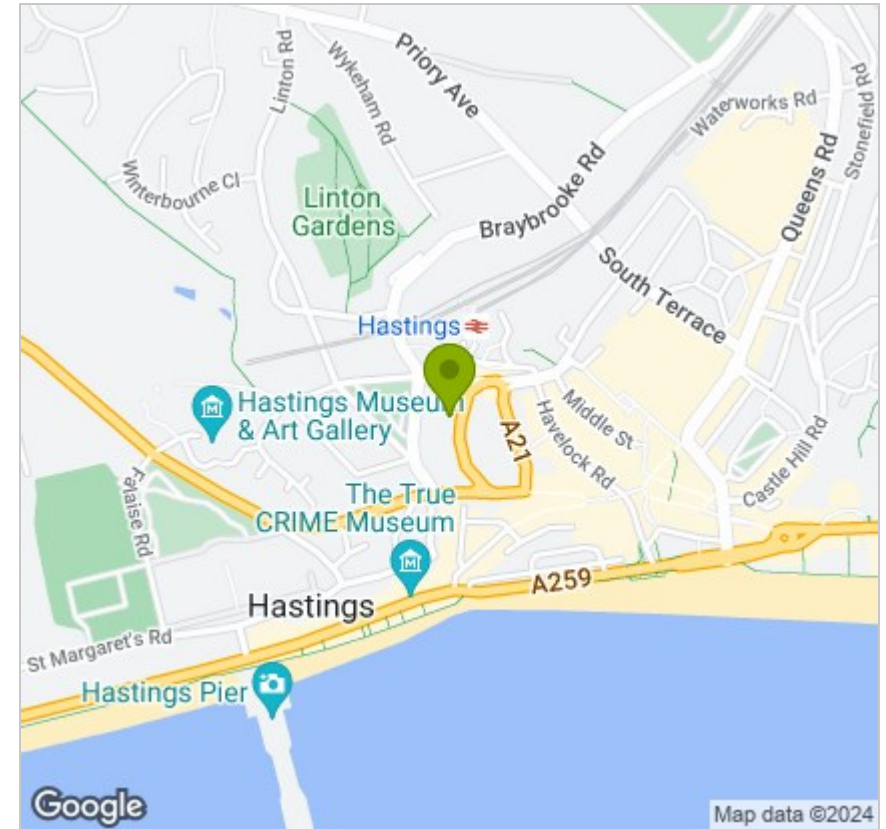 Priory Ave
Linton Rd
Wykeham Rd
Waterworks Rd
Stonefield Rd
Queens Rd
Winterbourne Cl
Linton
Gardens
Braybrooke Rd
South Terrace
Hastings
Hastings Museum
& Art Gallery
A21
Middle St
Havelock Rd
Castle Hill Rd
Falaise Rd
The True
CRIME Museum
A259
Hastings
St Margaret's Rd
Hastings Pier
Google
Map data ©2024